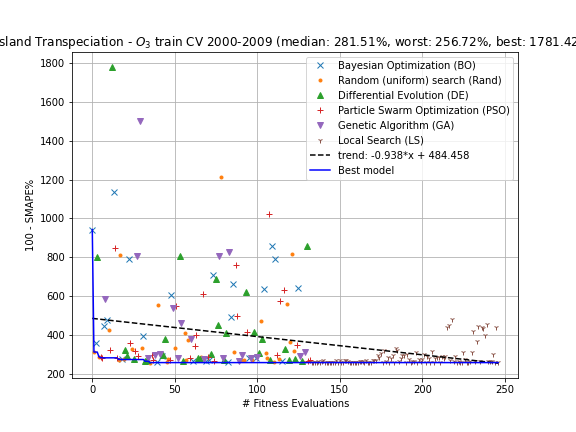 sland Transpeciation - O3 train CV 2000-2009 (median: 281.51%, worst: 256.72%, best: 1781.42
1800
1600
1400
1200
1000
800
600
400
200
100 - SMAPE%
Bayesian Optimization (BO)
Random (uniform) search (Rand)
Differential Evolution (DE)
Particle Swarm Optimization (PSO)
Genetic Algorithm (GA)
Local Search (LS)
trend: -0.938*x + 484.458
Best model
0 50 100 150 200 250
# Fitness Evaluations